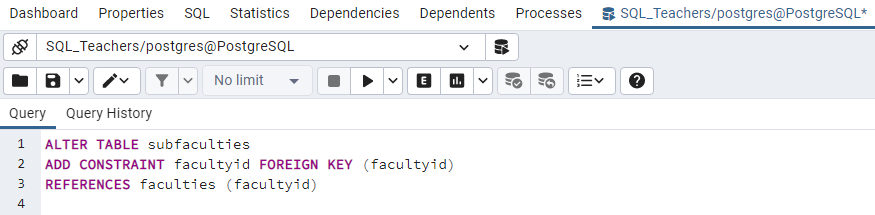 Dashboard Properties SQL Statistics Dependencies Dependents Processes SQL_Teachers/postgres@PostgreSQL*
SQL_Teachers/postgres@PostgreSQL
No limit E
Query Query History
1 ALTER TABLE subfaculties
2 ADD CONSTRAINT facultyid FOREIGN KEY (facultyid)
3 REFERENCES faculties (facultyid)
4